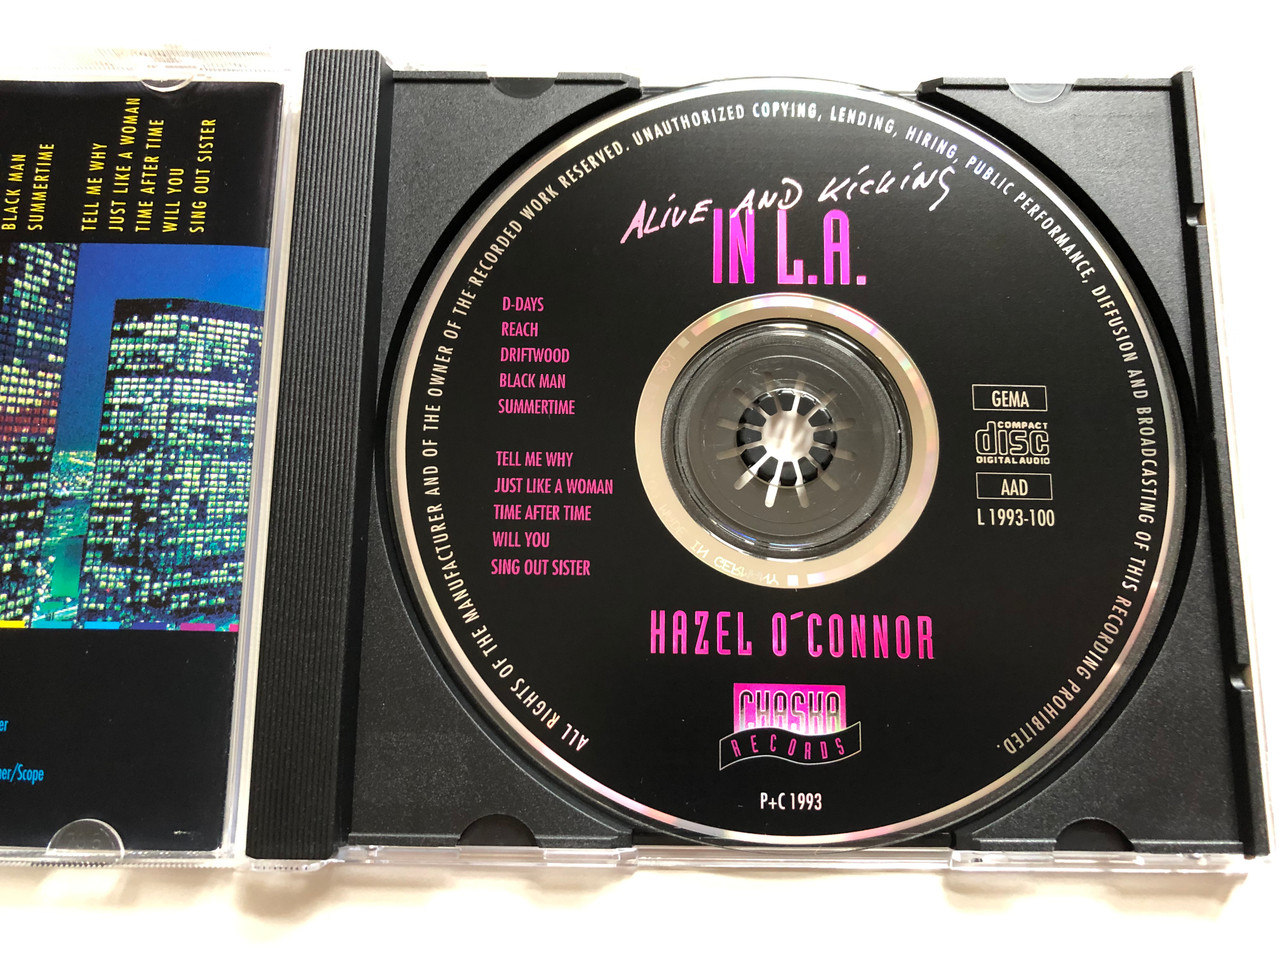 BLACK MAN
SUMMERTIME
TELL ME WHY
JUST LIKE A WOMAN
TIME AFTER TIME
WILL YOU
SING OUT SISTER
ALL RIGHTS OF THE MANUFACTURER AND OF THE OWNER OF THE RECORDED WORK RESERVED. UNAUTHORIZED COPYING, LENDING, HIRING, PUBLIC PERFORMANCE, DIFFUSION AND BROADCASTING OF THIS RECORDING PROHIBITED.
ALIVE AND KICKING
IN L.A.
D-DAYS
REACH
DRIFTWOOD
BLACK MAN
SUMMERTIME
TELL ME WHY
JUST LIKE A WOMAN
TIME AFTER TIME
WILL YOU
SING OUT SISTER
GEMA
COMPACT
disc
DIGITAL AUDIO
AAD
L 1993-100
MADE IN GERMANY
HAZEL O´CONNOR
CHASKA
RECORDS
P+C 1993
/Scope